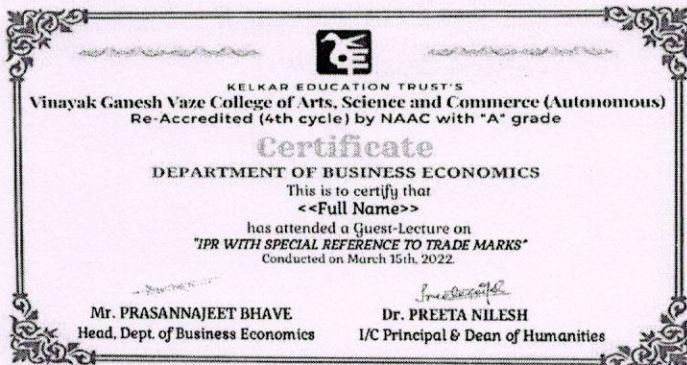 KELKAR EDUCATION TRUST'S
Vinayak Ganesh Vaze College of Arts, Science and Commerce (Autonomous)
Re-Accredited (4th cycle) by NAAC with "A" grade
Certificate
DEPARTMENT OF BUSINESS ECONOMICS
This is to certify that
<<Full Name>>
has attended a Guest-Lecture on
"IPR WITH SPECIAL REFERENCE TO TRADE MARKS"
Conducted on March 15th, 2022.
Mr. PRASANNAJEET BHAVE
Head, Dept. of Business Economics
Dr. PREETA NILESH
I/C Principal & Dean of Humanities